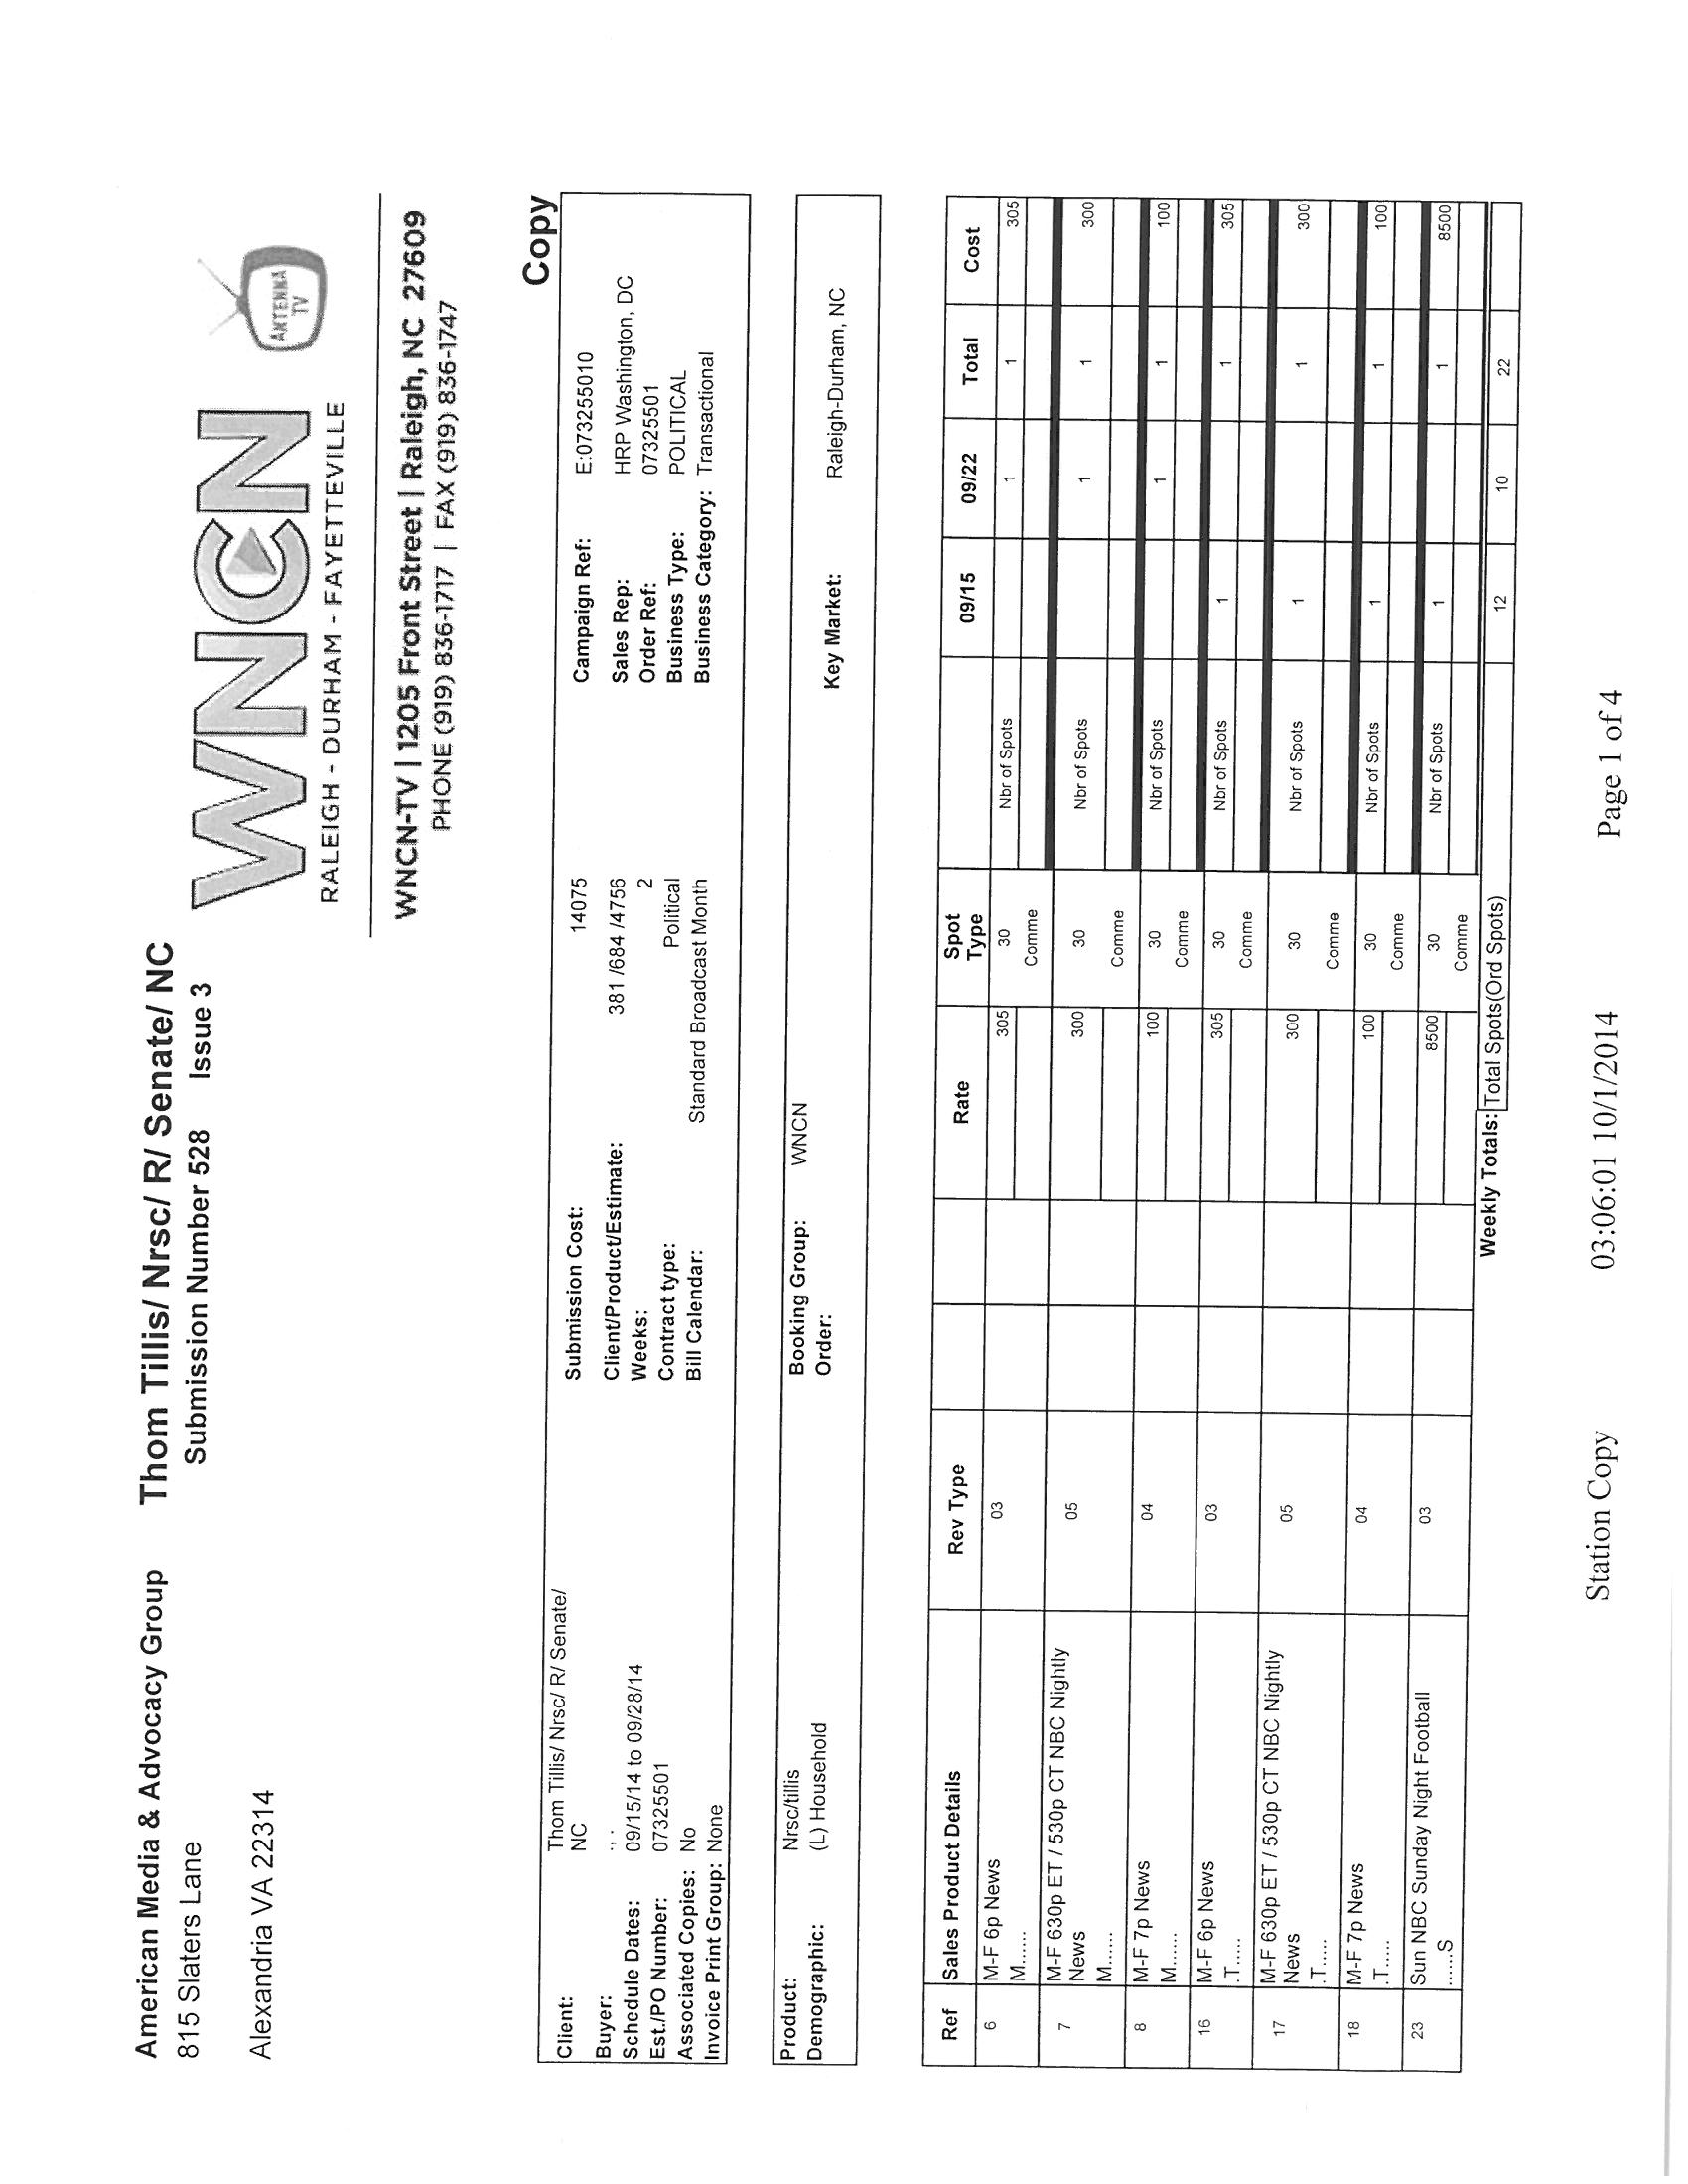 American Media & Advocacy Group
815 Slaters Lane
Alexandria VA 22314
Thom Tillis/ Nrsc/ R/ Senate/ NC
Submission Number 528 Issue 3
WNCN
RALEIGH - DURHAM - FAYETTEVILLE
ANTENNA TV
WNCN-TV | 1205 Front Street | Raleigh, NC 27609
PHONE (919) 836-1717 | FAX (919) 836-1747
Copy
Client: Thom Tillis/ Nrsc/ R/ Senate/ NC
Buyer: ., .
Schedule Dates: 09/15/14 to 09/28/14
Est./PO Number: 07325501
Associated Copies: No
Invoice Print Group: None
Submission Cost: 14075
Client/Product/Estimate: 381 /684 /4756
Weeks: 2
Contract type: Political
Bill Calendar: Standard Broadcast Month
Campaign Ref: E:073255010
Sales Rep: HRP Washington, DC
Order Ref: 07325501
Business Type: POLITICAL
Business Category: Transactional
Product: Nrsc/tillis
Demographic: (L) Household
Booking Group: WNCN
Order:
Key Market: Raleigh-Durham, NC
Ref Sales Product Details Rev Type Rate Spot Type 09/15 09/22 Total Cost
6 M-F 6p News 03 305 30 Nbr of Spots 1 1 305
M...... Comme
7 M-F 630p ET / 530p CT NBC Nightly 05 300 30 Nbr of Spots 1 1 300
News
M...... Comme
8 M-F 7p News 04 100 30 Nbr of Spots 1 1 100
M...... Comme
16 M-F 6p News 03 305 30 Nbr of Spots 1 1 305
.T..... Comme
17 M-F 630p ET / 530p CT NBC Nightly 05 300 30 Nbr of Spots 1 1 300
News
.T..... Comme
18 M-F 7p News 04 100 30 Nbr of Spots 1 1 100
.T..... Comme
23 Sun NBC Sunday Night Football 03 8500 30 Nbr of Spots 1 1 8500
......S Comme
Weekly Totals: Total Spots(Ord Spots) 12 10 22
Station Copy 03:06:01 10/1/2014 Page 1 of 4